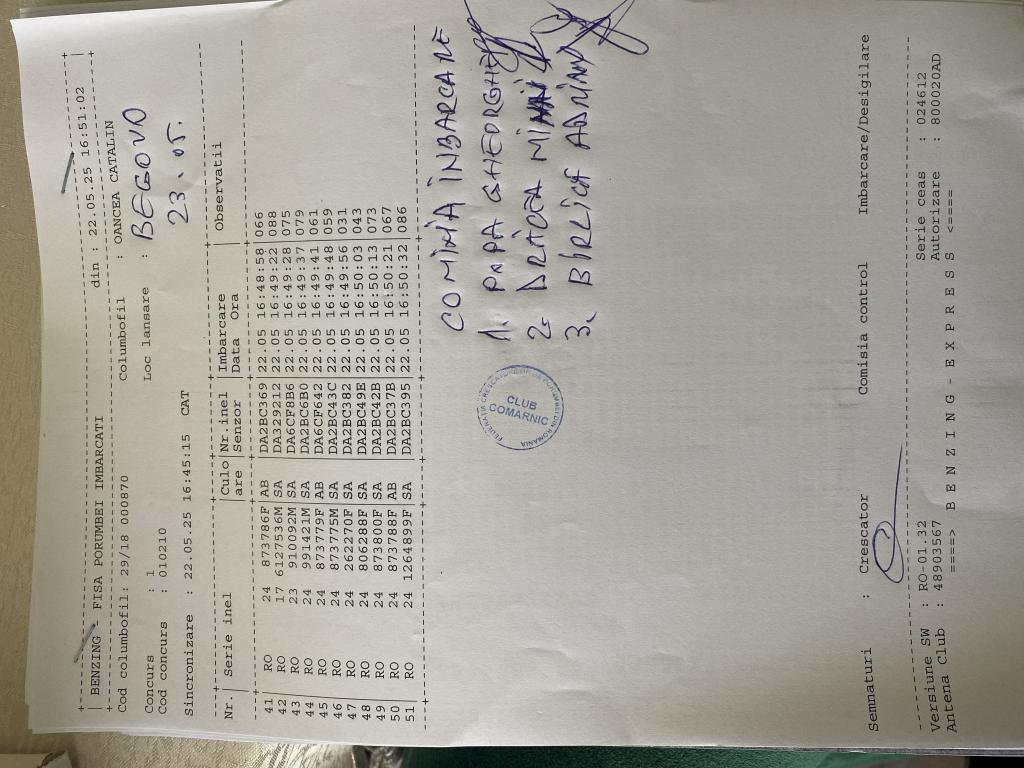 BENZING - FISA PORUMBEI IMBARCATI din : 22.05.25 16:51:02
Cod columbofil: 29/18 000870 Columbofil : OANCEA CATALIN
Concurs : 1 Loc lansare : BEGOVO
Cod concurs : 010210 23.05.
Sincronizare : 22.05.25 16:45:15 CAT
Nr. Serie inel Culo Nr.inel Imbarcare Observatii
are Senzor Data Ora
41 RO 24 873786F AB DA2BC369 22.05 16:48:58 066
42 RO 17 6127536M SA DA329212 22.05 16:49:22 088
43 RO 23 910092M SA DA6CF8B6 22.05 16:49:28 075
44 RO 24 991421M SA DA2BC6B0 22.05 16:49:37 079
45 RO 24 873779F AB DA6CF642 22.05 16:49:41 061
46 RO 24 873775M SA DA2BC43C 22.05 16:49:48 059
47 RO 24 262270F SA DA2BC382 22.05 16:49:56 031
48 RO 24 806288F SA DA2BC49E 22.05 16:50:03 043
49 RO 24 873800F SA DA2BC42B 22.05 16:50:13 073
50 RO 24 873788F AB DA2BC37B 22.05 16:50:21 067
51 RO 24 1264899F SA DA2BC395 22.05 16:50:32 086
COMISIA INBARCARE
1. PAPA GHEORGHE
2.
3. BÎRLICĂ ADRIAN
CLUB
COMARNIC
Semnaturi : Crescator Comisia control Imbarcare/Desigilare
Versiune SW : RO-01.32 Serie ceas : 024612
Antena Club : 48903567 Autorizare : 800020AD
====> B E N Z I N G - E X P R E S S <====